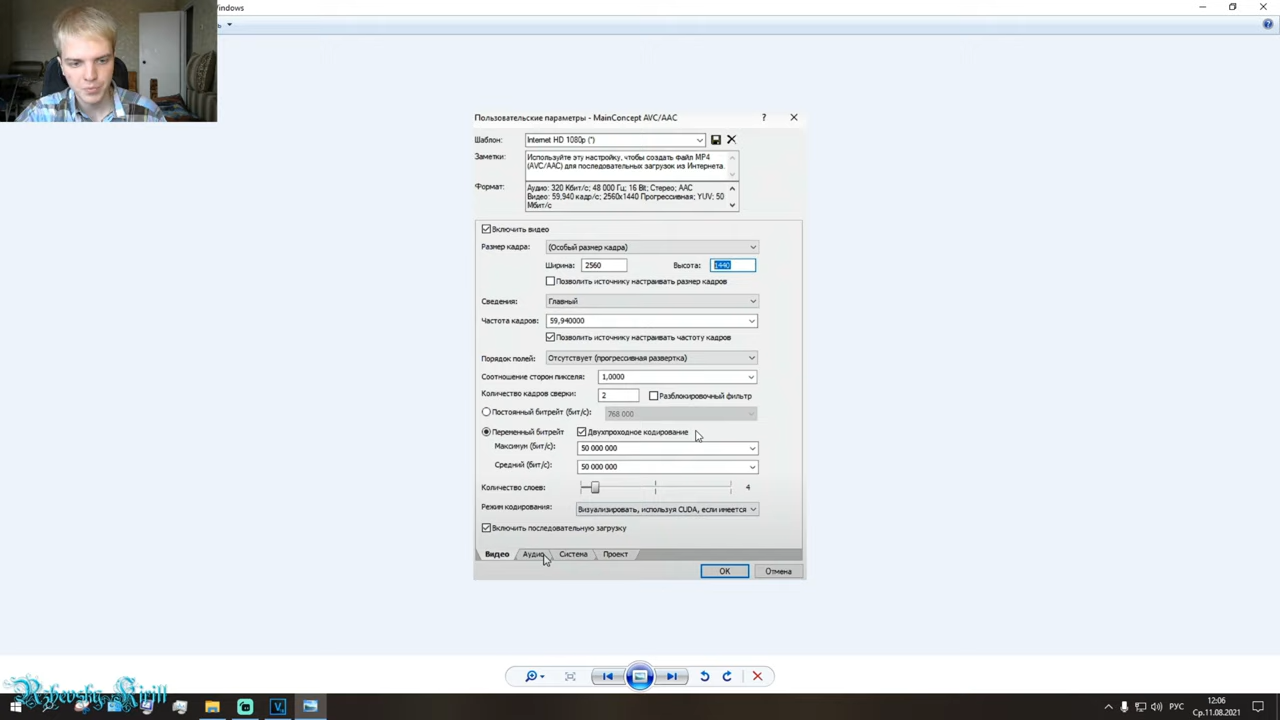 indows
Пользовательские параметры - MainConcept AVC/AAC
?
Шаблон: Internet HD 1080p (*)
Заметки: Используйте эту настройку, чтобы создать файл MP4
(AVC/AAC) для последовательных загрузок из Интернета.
Формат: Аудио: 320 Кбит/с; 48 000 Гц; 16 Bit; Стерео; AAC
Видео: 59,940 кадр/с; 2560x1440 Прогрессивная; YUV; 50
Мбит/с
Включить видео
Размер кадра: (Особый размер кадра)
Ширина: 2560 Высота: 1440
Позволить источнику настраивать размер кадров
Сведения: Главный
Частота кадров: 59,940000
Позволить источнику настраивать частоту кадров
Порядок полей: Отсутствует (прогрессивная развертка)
Соотношение сторон пикселя: 1,0000
Количество кадров сверки: 2 Разблокировочный фильтр
Постоянный битрейт (бит/с): 768 000
Переменный битрейт Двухпроходное кодирование
Максимум (бит/с): 50 000 000
Средний (бит/с): 50 000 000
Количество слоев: 4
Режим кодирования: Визуализировать, используя CUDA, если имеется
Включить последовательную загрузку
Видео Аудио Система Проект
OK Отмена
Rzhevsky Kirill
РУС
12:06
Ср.11.08.2021